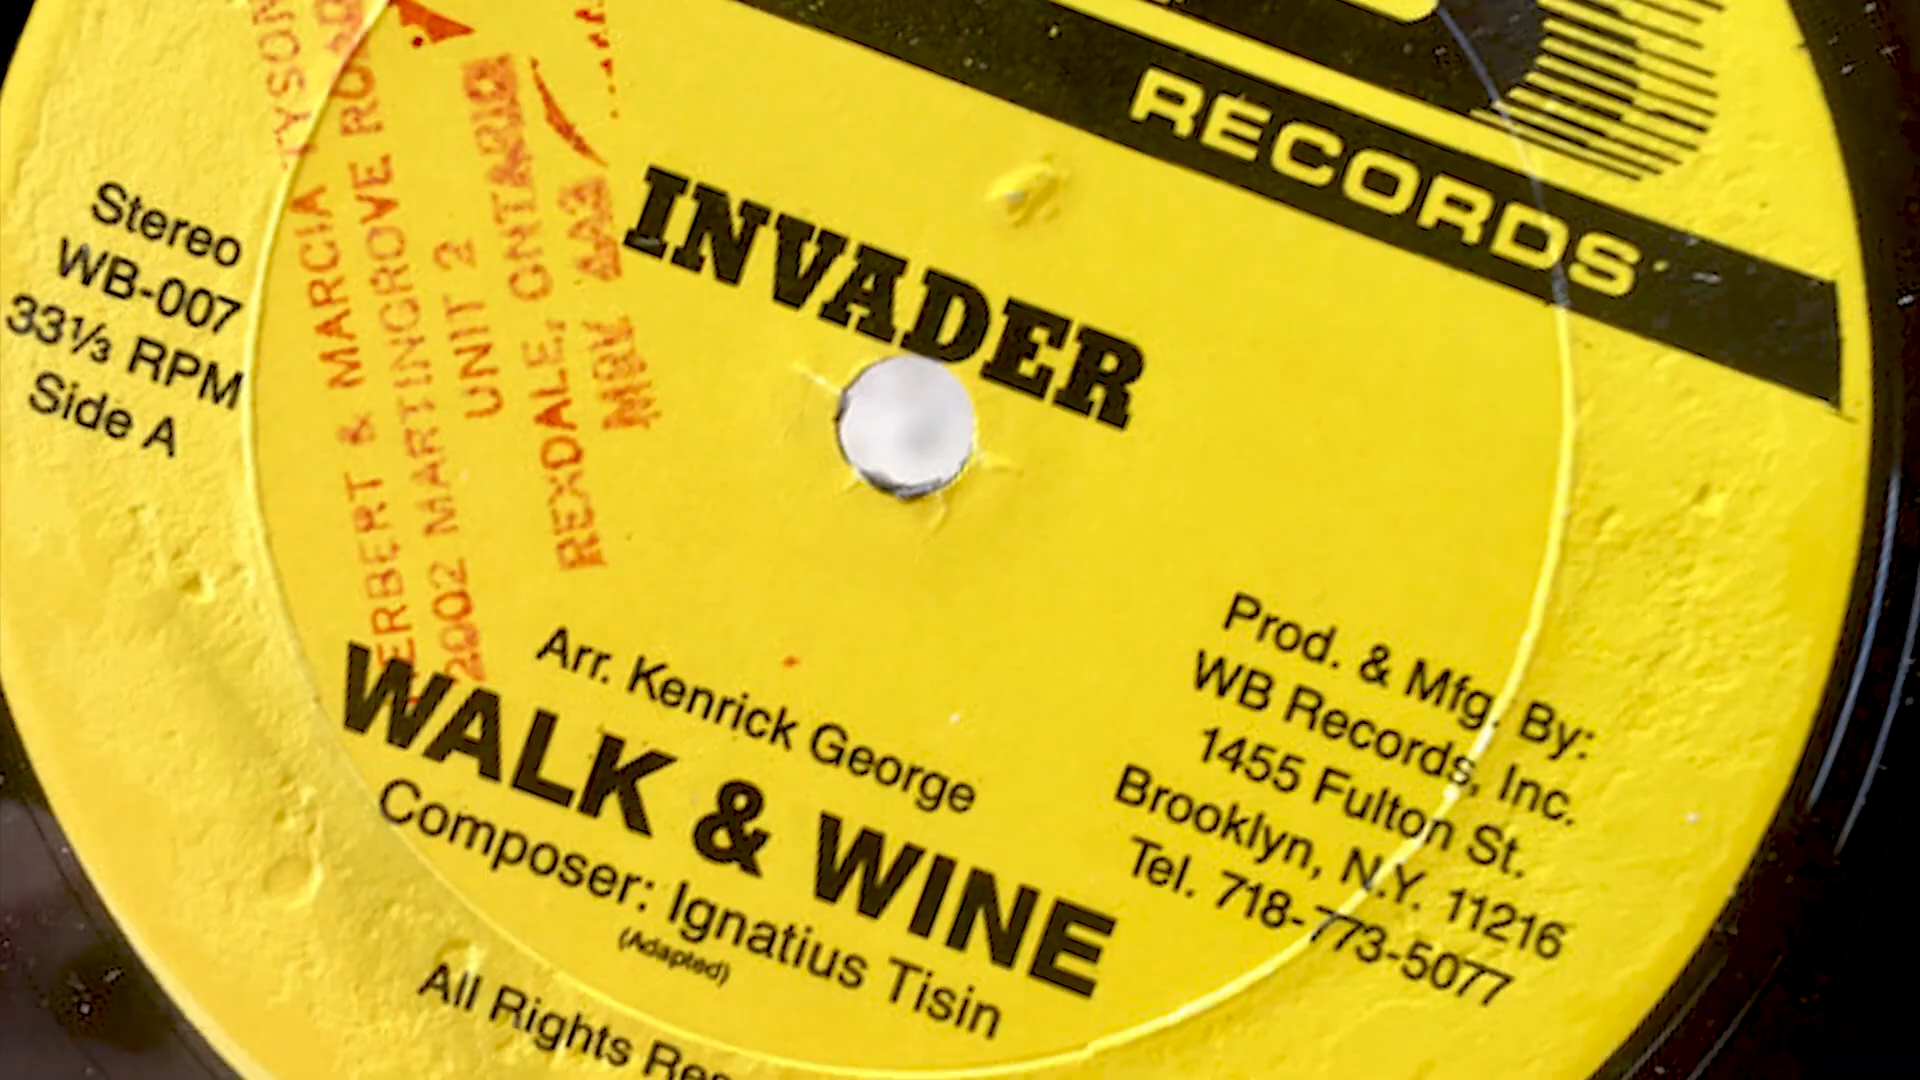 RECORDS
INVADER
Stereo
WB-007
33⅓ RPM
Side A
TYSON
ERBERT & MARCIA
2002 MARTINGROVE
UNIT 2
REXDALE, ONTARIO
Arr. Kenrick George
WALK & WINE
Composer: Ignatius Tisin
(Adapted)
All Rights
Prod. & Mfg. By:
WB Records, Inc.
1455 Fulton St.
Brooklyn, N.Y. 11216
Tel. 718-773-5077